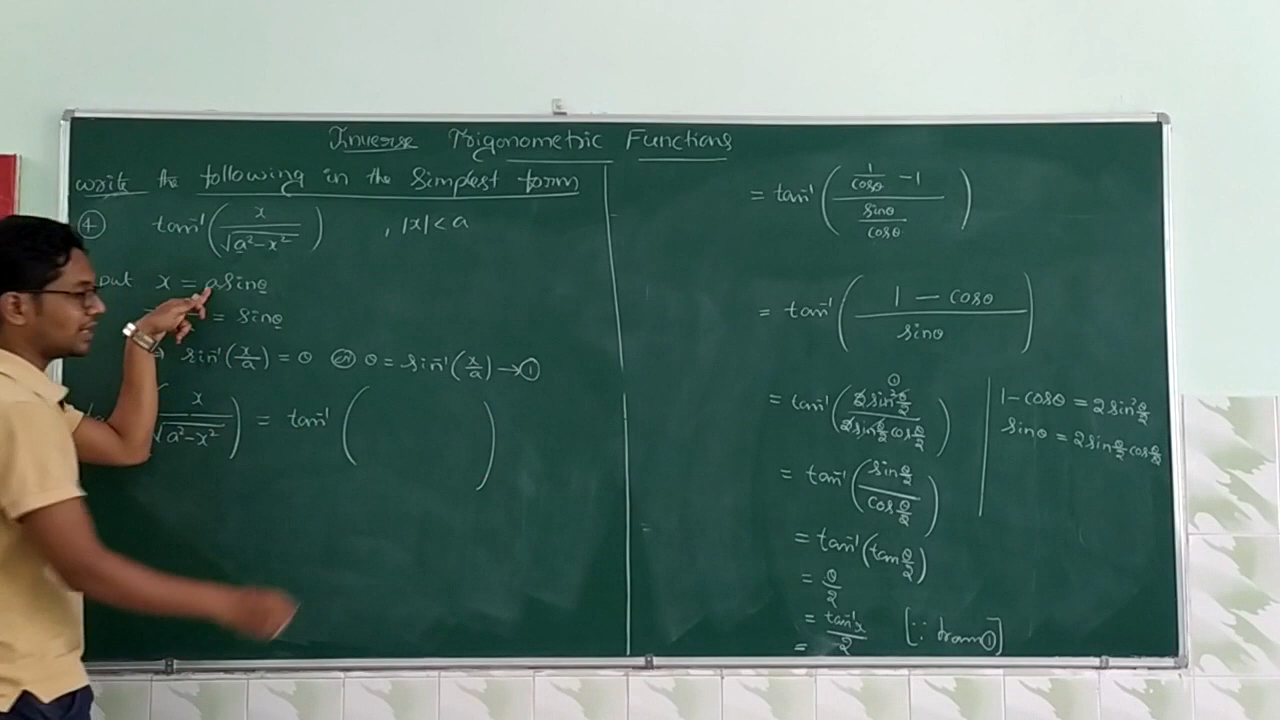 Inverse Trigonometric Functions
write the following in the Simplest form
④ tan⁻¹(x/√(a²-x²)) , |x| < a
put x = a sinθ
= sinθ
sin⁻¹(x/a) = θ or θ = sin⁻¹(x/a) → ①
(x/√(a²-x²)) = tan⁻¹( )
= tan⁻¹((1/cosθ - 1)/(sinθ/cosθ))
= tan⁻¹((1 - cosθ)/sinθ)
= tan⁻¹((2sin²θ/2)/(2sinθ/2 cosθ/2))
1 - cosθ = 2sin²θ/2
sinθ = 2sinθ/2 cosθ/2
= tan⁻¹((sinθ/2)/(cosθ/2))
= tan⁻¹(tanθ/2)
= θ/2
= tan⁻¹x/2 [∵ from ①]
=